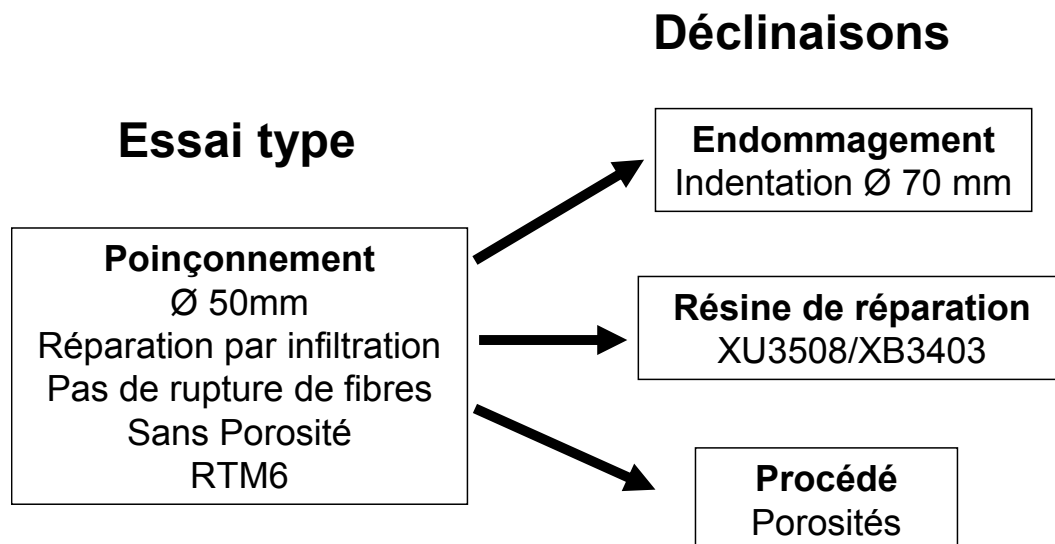 Déclinaisons
Essai type
Endommagement
Indentation Ø 70 mm
Poinçonnement
Ø 50mm
Réparation par infiltration
Pas de rupture de fibres
Sans Porosité
RTM6
Résine de réparation
XU3508/XB3403
Procédé
Porosités